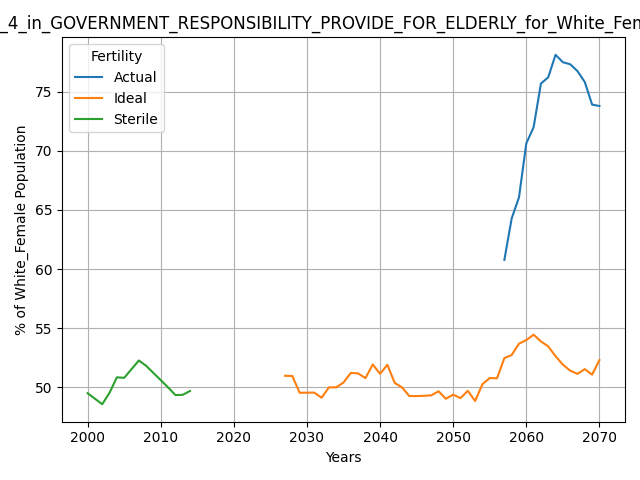 _4_in_GOVERNMENT_RESPONSIBILITY_PROVIDE_FOR_ELDERLY_for_White_Fem
Fertility
Actual
Ideal
Sterile
% of White_Female Population
75
70
65
60
55
50
2000 2010 2020 2030 2040 2050 2060 2070
Years